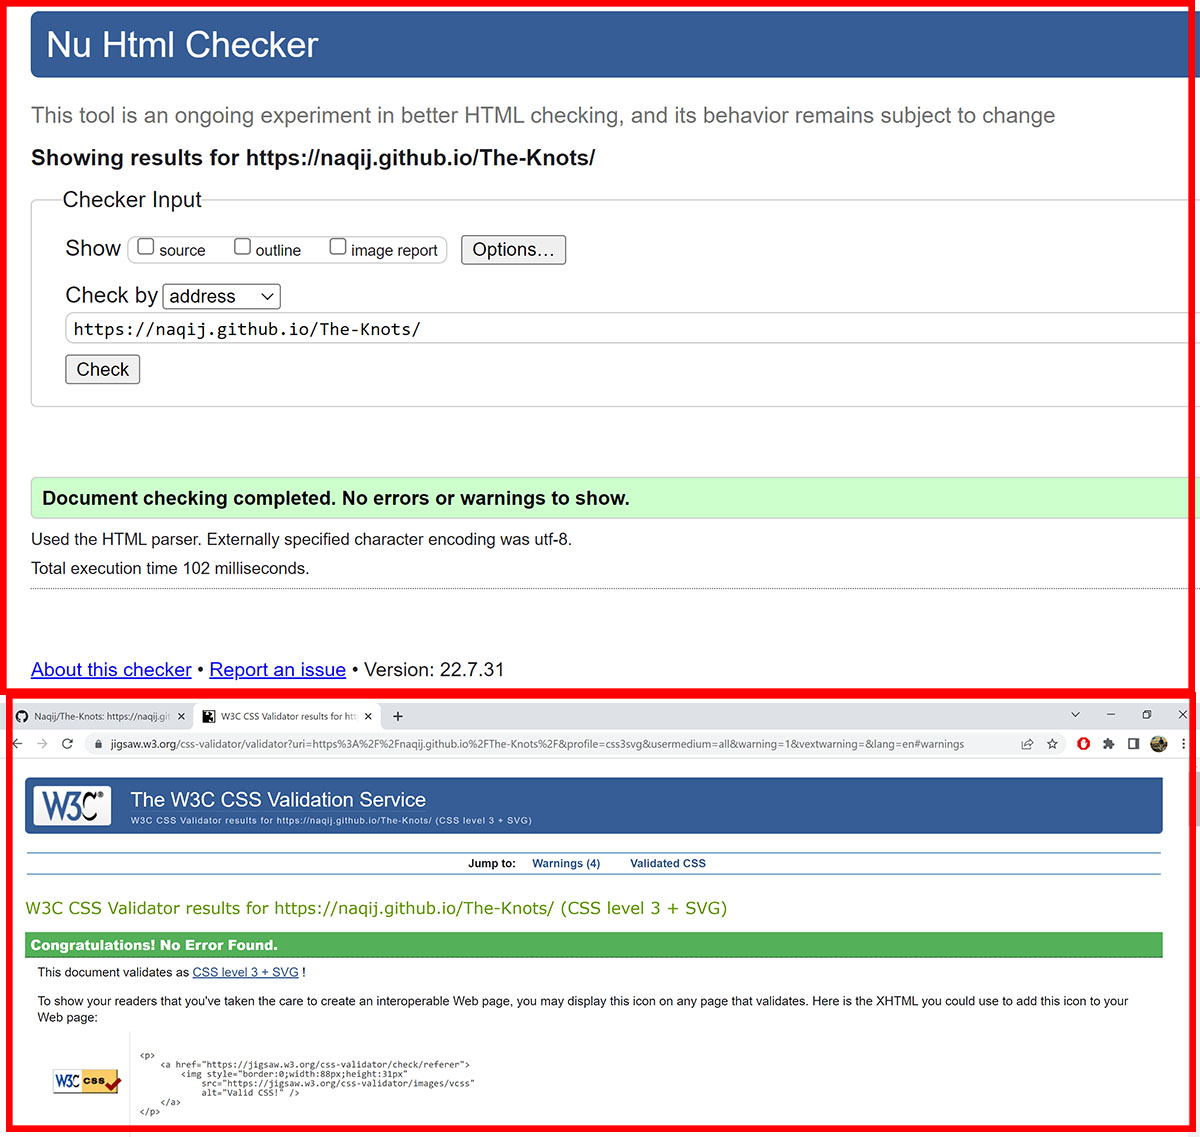 Nu Html Checker
This tool is an ongoing experiment in better HTML checking, and its behavior remains subject to change
Showing results for https://naqij.github.io/The-Knots/
Checker Input
Show source outline image report Options...
Check by address
https://naqij.github.io/The-Knots/
Check
Document checking completed. No errors or warnings to show.
Used the HTML parser. Externally specified character encoding was utf-8.
Total execution time 102 milliseconds.
About this checker • Report an issue • Version: 22.7.31
Naqij/The-Knots: https://naqij.gi W3C CSS Validator results for htt
jigsaw.w3.org/css-validator/validator?uri=https%3A%2F%2Fnaqij.github.io%2FThe-Knots%2F&profile=css3svg&usermedium=all&warning=1&vextwarning=&lang=en#warnings
W3C® The W3C CSS Validation Service
W3C CSS Validator results for https://naqij.github.io/The-Knots/ (CSS level 3 + SVG)
Jump to: Warnings (4) Validated CSS
W3C CSS Validator results for https://naqij.github.io/The-Knots/ (CSS level 3 + SVG)
Congratulations! No Error Found.
This document validates as CSS level 3 + SVG !
To show your readers that you've taken the care to create an interoperable Web page, you may display this icon on any page that validates. Here is the XHTML you could use to add this icon to your
Web page:
<p>
<a href="https://jigsaw.w3.org/css-validator/check/referer">
<img style="border:0;width:88px;height:31px"
src="https://jigsaw.w3.org/css-validator/images/vcss"
alt="Valid CSS!" />
</a>
</p>
W3C CSS